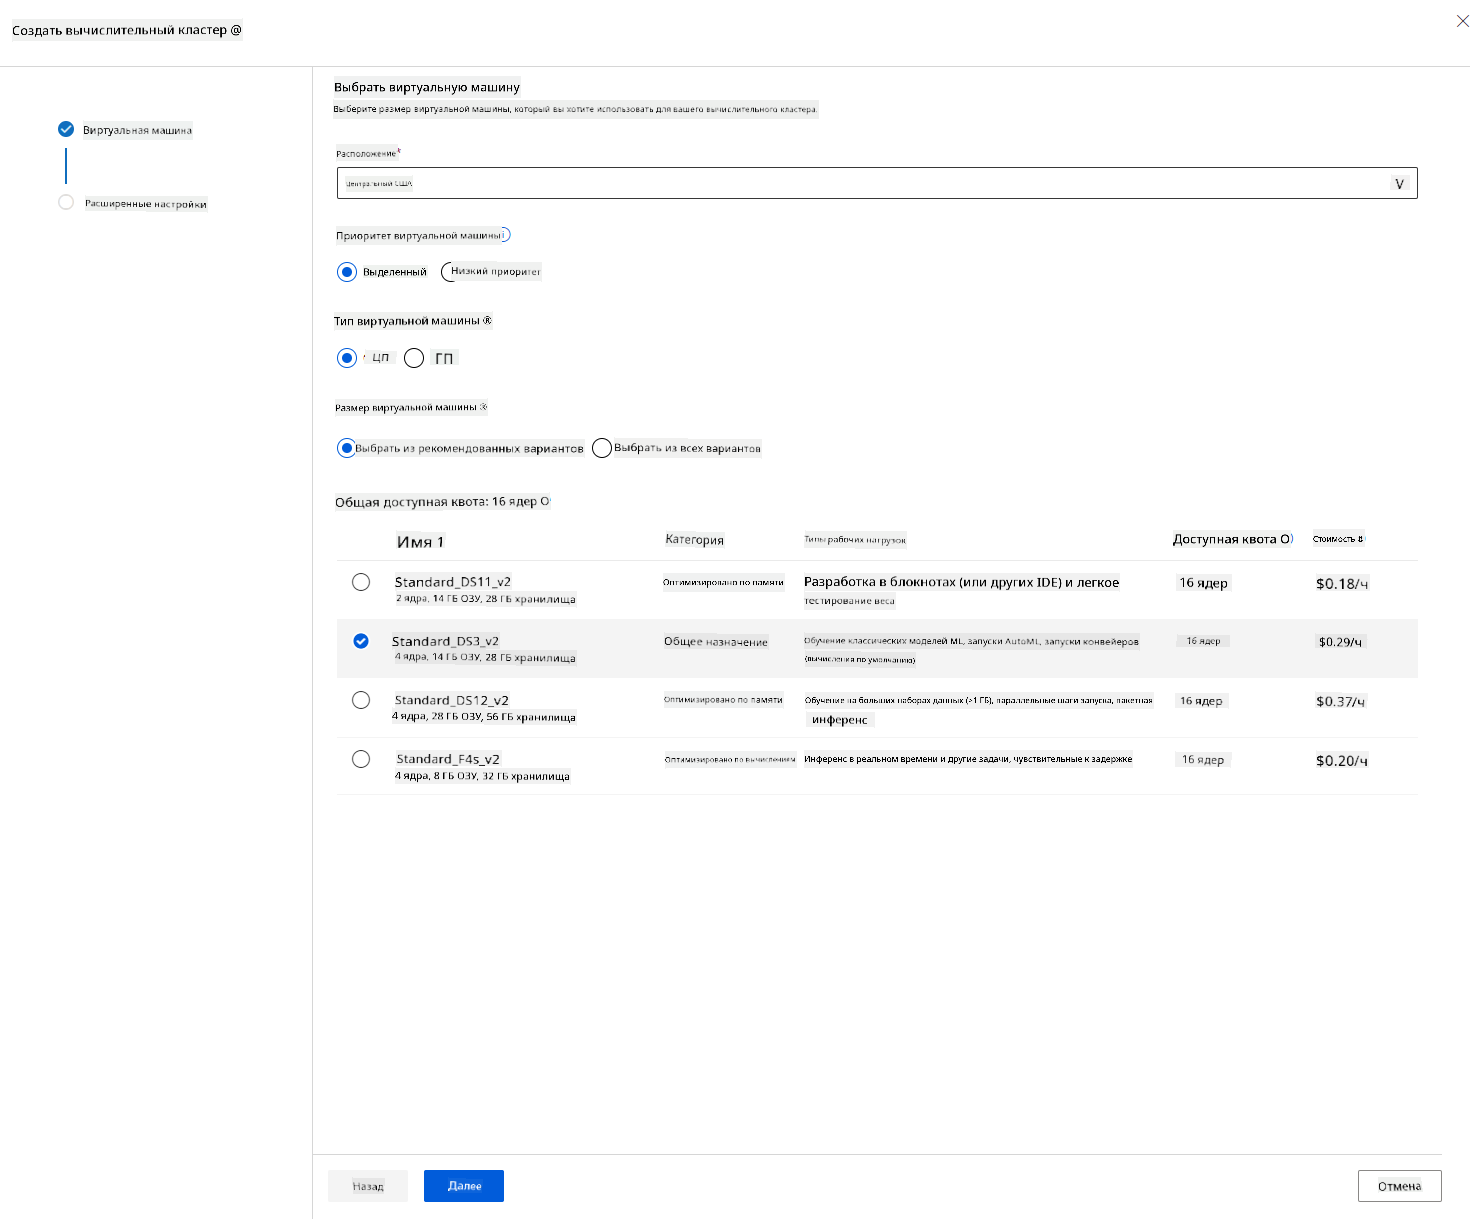 Создать вычислительный кластер @
Виртуальная машина
Расширенные настройки
Выбрать виртуальную машину
Выберите размер виртуальной машины, который вы хотите использовать для вашего вычислительного кластера.
Расположение*
Центральный США
V
Приоритет виртуальной машины i
Выделенный
Низкий приоритет
Тип виртуальной машины ®
ЦП
ГП
Размер виртуальной машины ③
Выбрать из рекомендованных вариантов
Выбрать из всех вариантов
Общая доступная квота: 16 ядер О
Имя 1
Категория
Типы рабочих нагрузок
Доступная квота О
Стоимость 8
Standard_DS11_v2
2 ядра, 14 ГБ ОЗУ, 28 ГБ хранилища
Оптимизировано по памяти
Разработка в блокнотах (или других IDE) и легкое
тестирование веса
16 ядер
$0.18/ч
Standard_DS3_v2
4 ядра, 14 ГБ ОЗУ, 28 ГБ хранилища
Общее назначение
Обучение классических моделей ML, запуски AutoML, запуски конвейеров
(вычисления по умолчанию)
16 ядер
$0.29/ч
Standard_DS12_v2
4 ядра, 28 ГБ ОЗУ, 56 ГБ хранилища
Оптимизировано по памяти
Обучение на больших наборах данных (>1 ГБ), параллельные шаги запуска, пакетная
инференс
16 ядер
$0.37/ч
Standard_F4s_v2
4 ядра, 8 ГБ ОЗУ, 32 ГБ хранилища
Оптимизировано по вычислениям
Инференс в реальном времени и другие задачи, чувствительные к задержке
16 ядер
$0.20/ч
Назад
Далее
Отмена